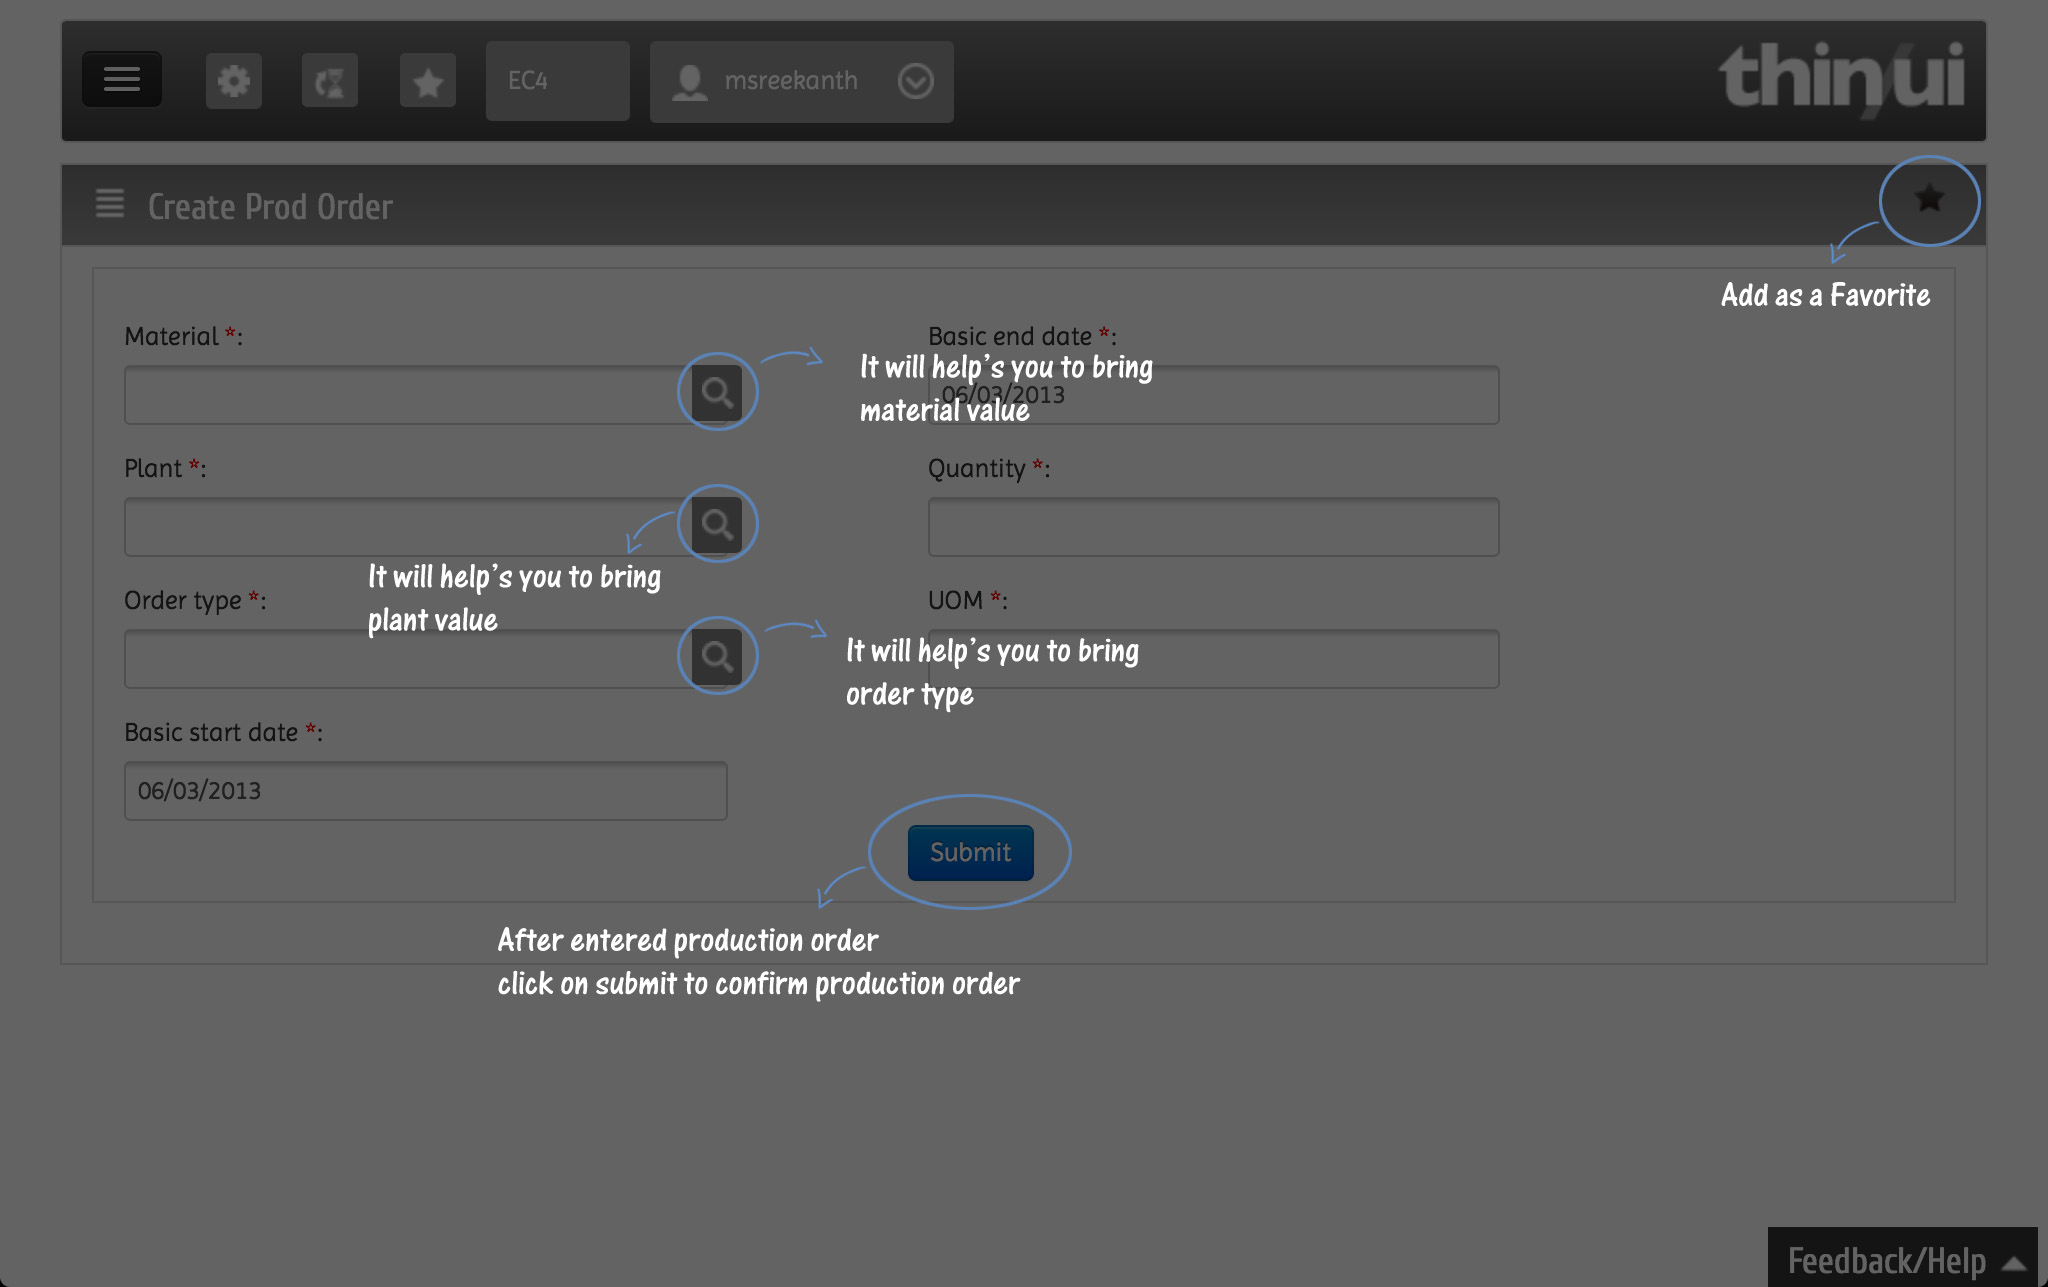 EC4
msreekanth
thin/ui
Create Prod Order
Add as a Favorite
Material *:
Basic end date *:
It will help's you to bring
material value
06/03/2013
Plant *:
Quantity *:
It will help's you to bring
plant value
Order type *:
UOM *:
It will help's you to bring
order type
Basic start date *:
06/03/2013
Submit
After entered production order
click on submit to confirm production order
Feedback/Help